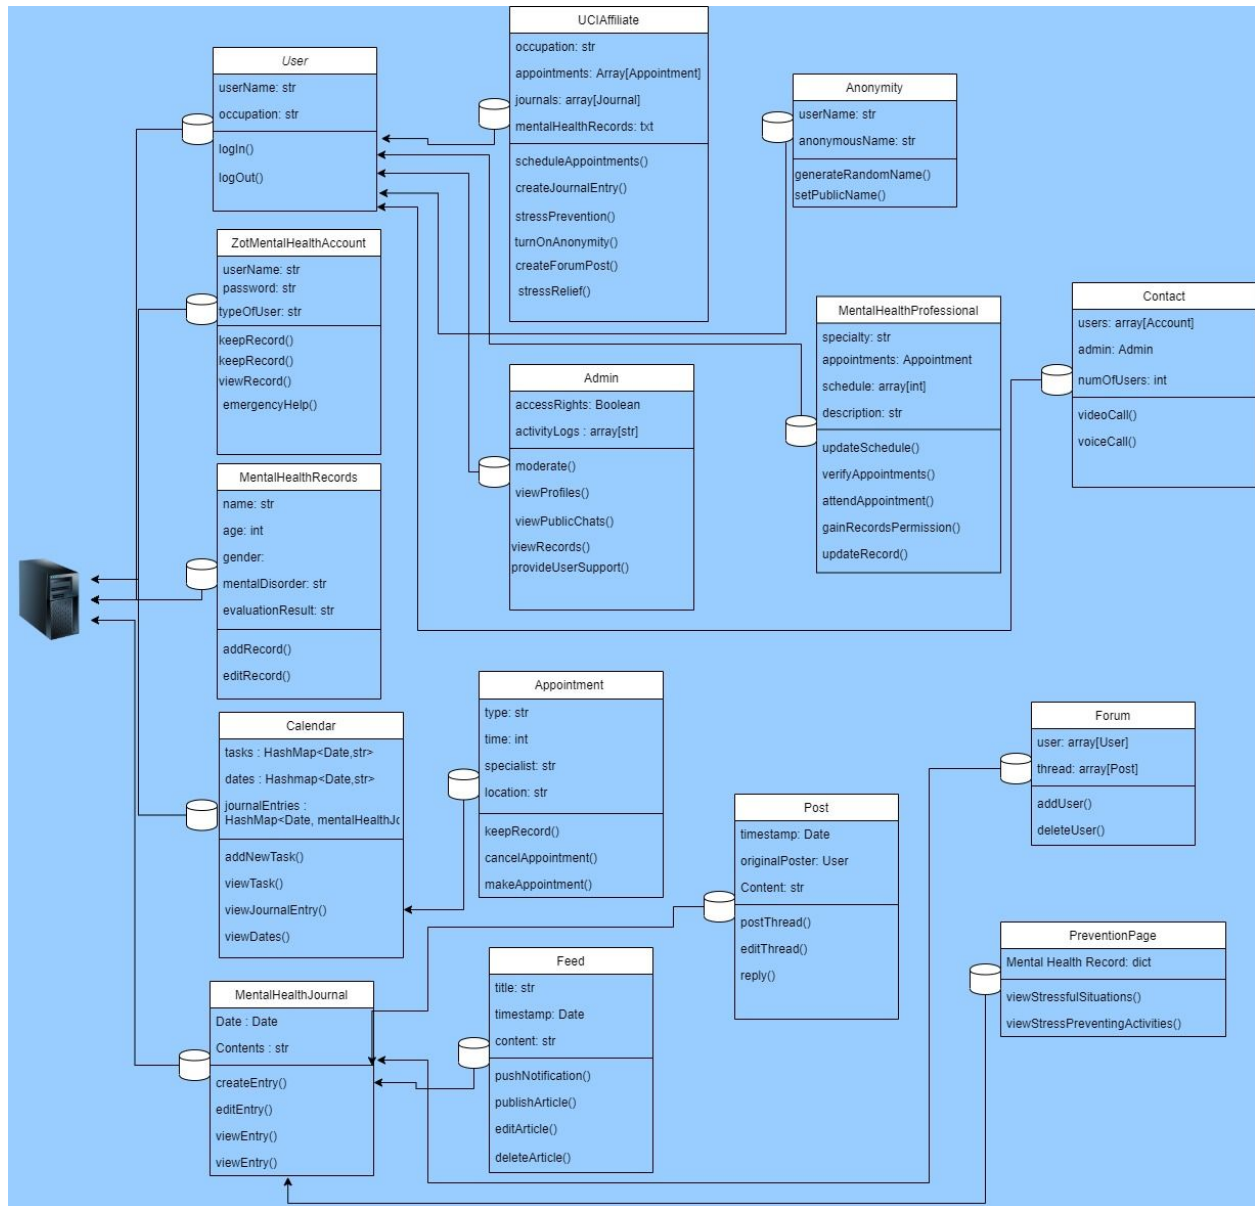 User
userName: str
occupation: str
logIn()
logOut()
UCIAffiliate
occupation: str
appointments: Array[Appointment]
journals: array[Journal]
mentalHealthRecords: txt
scheduleAppointments()
createJournalEntry()
stressPrevention()
turnOnAnonymity()
createForumPost()
stressRelief()
Anonymity
userName: str
anonymousName: str
generateRandomName()
setPublicName()
ZotMentalHealthAccount
userName: str
password: str
typeOfUser: str
keepRecord()
keepRecord()
viewRecord()
emergencyHelp()
Admin
accessRights: Boolean
activityLogs : array[str]
moderate()
viewProfiles()
viewPublicChats()
viewRecords()
provideUserSupport()
MentalHealthProfessional
specialty: str
appointments: Appointment
schedule: array[int]
description: str
updateSchedule()
verifyAppointments()
attendAppointment()
gainRecordsPermission()
updateRecord()
Contact
users: array[Account]
admin: Admin
numOfUsers: int
videoCall()
voiceCall()
MentalHealthRecords
name: str
age: int
gender:
mentalDisorder: str
evaluationResult: str
addRecord()
editRecord()
Calendar
tasks : HashMap<Date,str>
dates : Hashmap<Date,str>
journalEntries :
HashMap<Date, mentalHealthJo
addNewTask()
viewTask()
viewJournalEntry()
viewDates()
Appointment
type: str
time: int
specialist: str
location: str
keepRecord()
cancelAppointment()
makeAppointment()
Post
timestamp: Date
originalPoster: User
Content: str
postThread()
editThread()
reply()
Forum
user: array[User]
thread: array[Post]
addUser()
deleteUser()
MentalHealthJournal
Date : Date
Contents : str
createEntry()
editEntry()
viewEntry()
viewEntry()
Feed
title: str
timestamp: Date
content: str
pushNotification()
publishArticle()
editArticle()
deleteArticle()
PreventionPage
Mental Health Record: dict
viewStressfulSituations()
viewStressPreventingActivities()